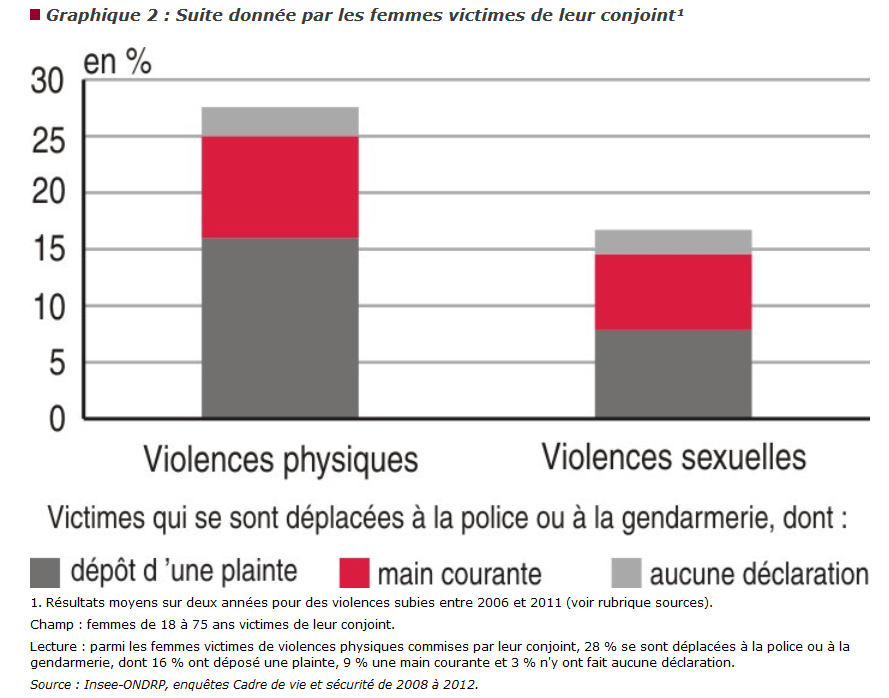 Graphique 2 : Suite donnée par les femmes victimes de leur conjoint¹
en %
30
25
20
15
10
5
0
Violences physiques
Violences sexuelles
Victimes qui se sont déplacées à la police ou à la gendarmerie, dont :
dépôt d 'une plainte
main courante
aucune déclaration
1. Résultats moyens sur deux années pour des violences subies entre 2006 et 2011 (voir rubrique sources).
Champ : femmes de 18 à 75 ans victimes de leur conjoint.
Lecture : parmi les femmes victimes de violences physiques commises par leur conjoint, 28 % se sont déplacées à la police ou à la
gendarmerie, dont 16 % ont déposé une plainte, 9 % une main courante et 3 % n'y ont fait aucune déclaration.
Source : Insee-ONDRP, enquêtes Cadre de vie et sécurité de 2008 à 2012.